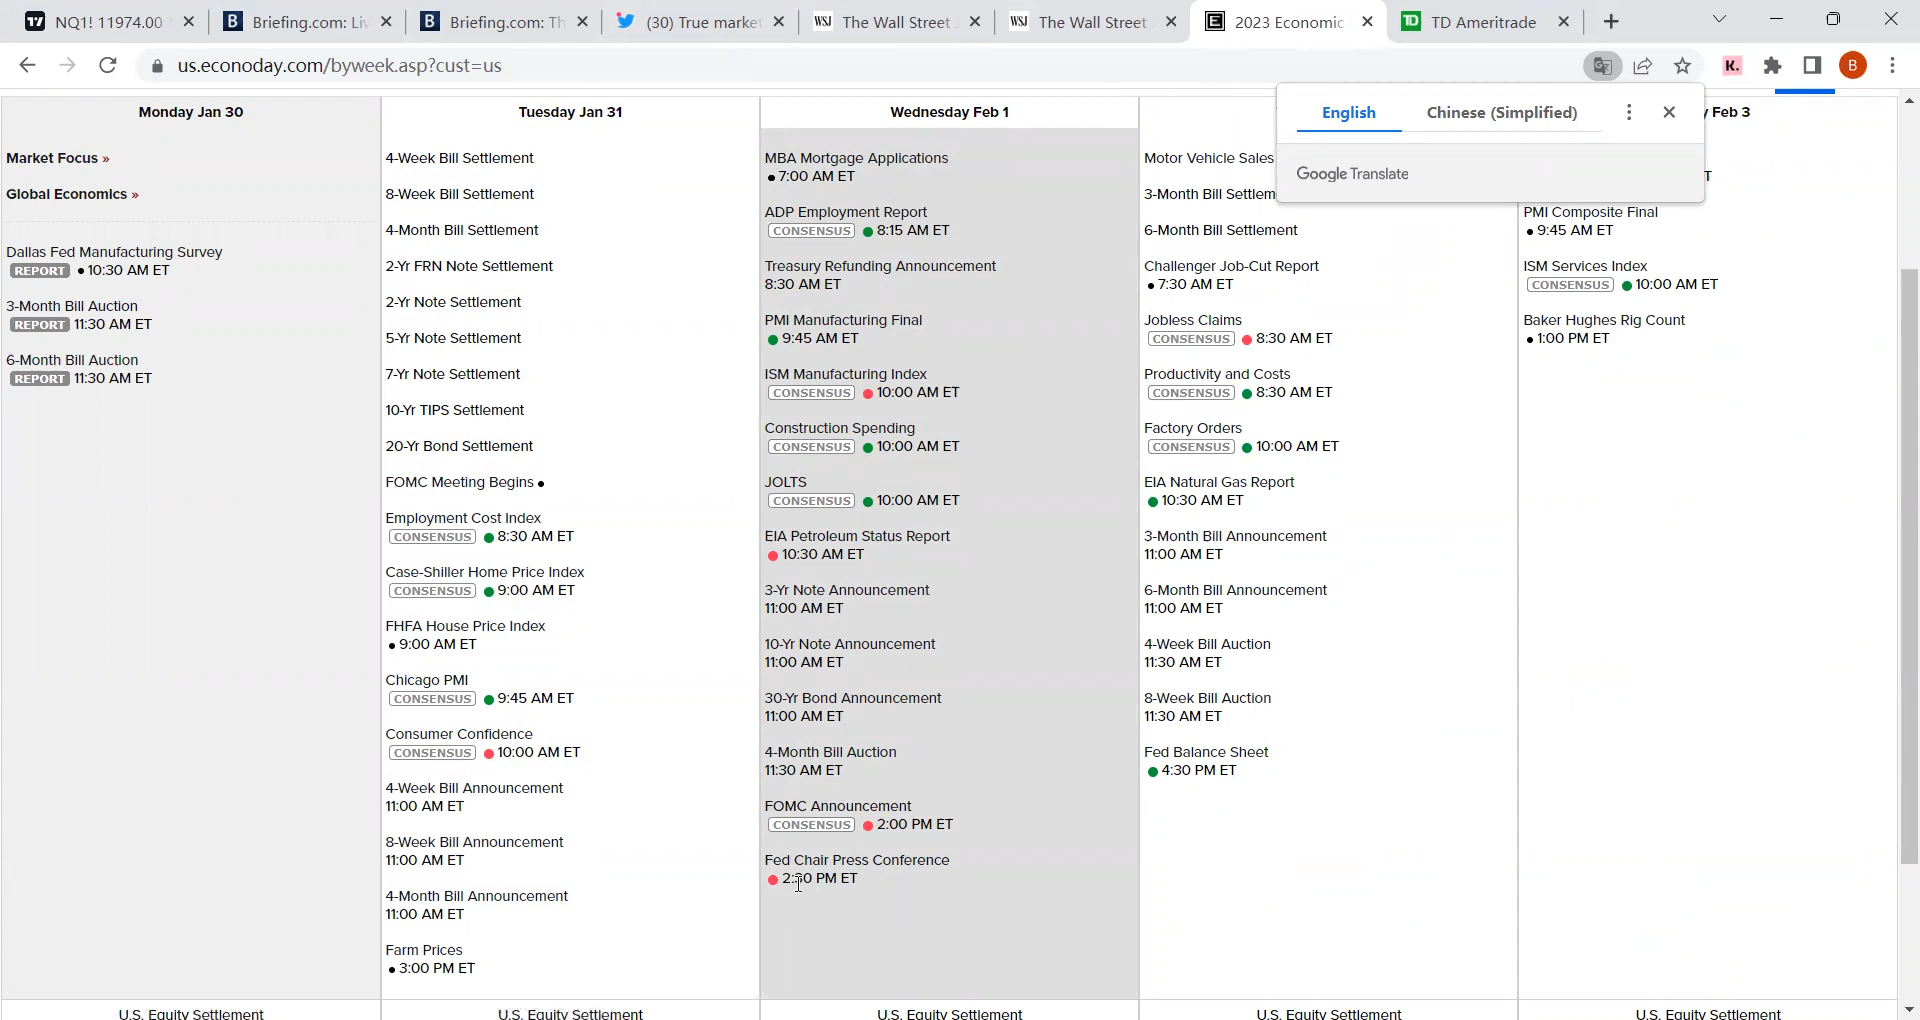 NQ1! 11974.00
Briefing.com: Liv
Briefing.com: Th
(30) True market
The Wall Street
The Wall Street
2023 Economic
TD Ameritrade
us.econoday.com/byweek.asp?cust=us
B
English
Chinese (Simplified)
Google Translate
Monday Jan 30
Market Focus »
Global Economics »
Dallas Fed Manufacturing Survey
REPORT • 10:30 AM ET
3-Month Bill Auction
REPORT 11:30 AM ET
6-Month Bill Auction
REPORT 11:30 AM ET
U.S. Equity Settlement
Tuesday Jan 31
4-Week Bill Settlement
8-Week Bill Settlement
4-Month Bill Settlement
2-Yr FRN Note Settlement
2-Yr Note Settlement
5-Yr Note Settlement
7-Yr Note Settlement
10-Yr TIPS Settlement
20-Yr Bond Settlement
FOMC Meeting Begins •
Employment Cost Index
CONSENSUS • 8:30 AM ET
Case-Shiller Home Price Index
CONSENSUS • 9:00 AM ET
FHFA House Price Index
• 9:00 AM ET
Chicago PMI
CONSENSUS • 9:45 AM ET
Consumer Confidence
CONSENSUS • 10:00 AM ET
4-Week Bill Announcement
11:00 AM ET
8-Week Bill Announcement
11:00 AM ET
4-Month Bill Announcement
11:00 AM ET
Farm Prices
• 3:00 PM ET
U.S. Equity Settlement
Wednesday Feb 1
MBA Mortgage Applications
• 7:00 AM ET
ADP Employment Report
CONSENSUS • 8:15 AM ET
Treasury Refunding Announcement
8:30 AM ET
PMI Manufacturing Final
• 9:45 AM ET
ISM Manufacturing Index
CONSENSUS • 10:00 AM ET
Construction Spending
CONSENSUS • 10:00 AM ET
JOLTS
CONSENSUS • 10:00 AM ET
EIA Petroleum Status Report
• 10:30 AM ET
3-Yr Note Announcement
11:00 AM ET
10-Yr Note Announcement
11:00 AM ET
30-Yr Bond Announcement
11:00 AM ET
4-Month Bill Auction
11:30 AM ET
FOMC Announcement
CONSENSUS • 2:00 PM ET
Fed Chair Press Conference
• 2:30 PM ET
U.S. Equity Settlement
Motor Vehicle Sales
3-Month Bill Settlem
6-Month Bill Settlement
Challenger Job-Cut Report
• 7:30 AM ET
Jobless Claims
CONSENSUS • 8:30 AM ET
Productivity and Costs
CONSENSUS • 8:30 AM ET
Factory Orders
CONSENSUS • 10:00 AM ET
EIA Natural Gas Report
• 10:30 AM ET
3-Month Bill Announcement
11:00 AM ET
6-Month Bill Announcement
11:00 AM ET
4-Week Bill Auction
11:30 AM ET
8-Week Bill Auction
11:30 AM ET
Fed Balance Sheet
• 4:30 PM ET
U.S. Equity Settlement
Feb 3
T
PMI Composite Final
• 9:45 AM ET
ISM Services Index
CONSENSUS • 10:00 AM ET
Baker Hughes Rig Count
• 1:00 PM ET
U.S. Equity Settlement